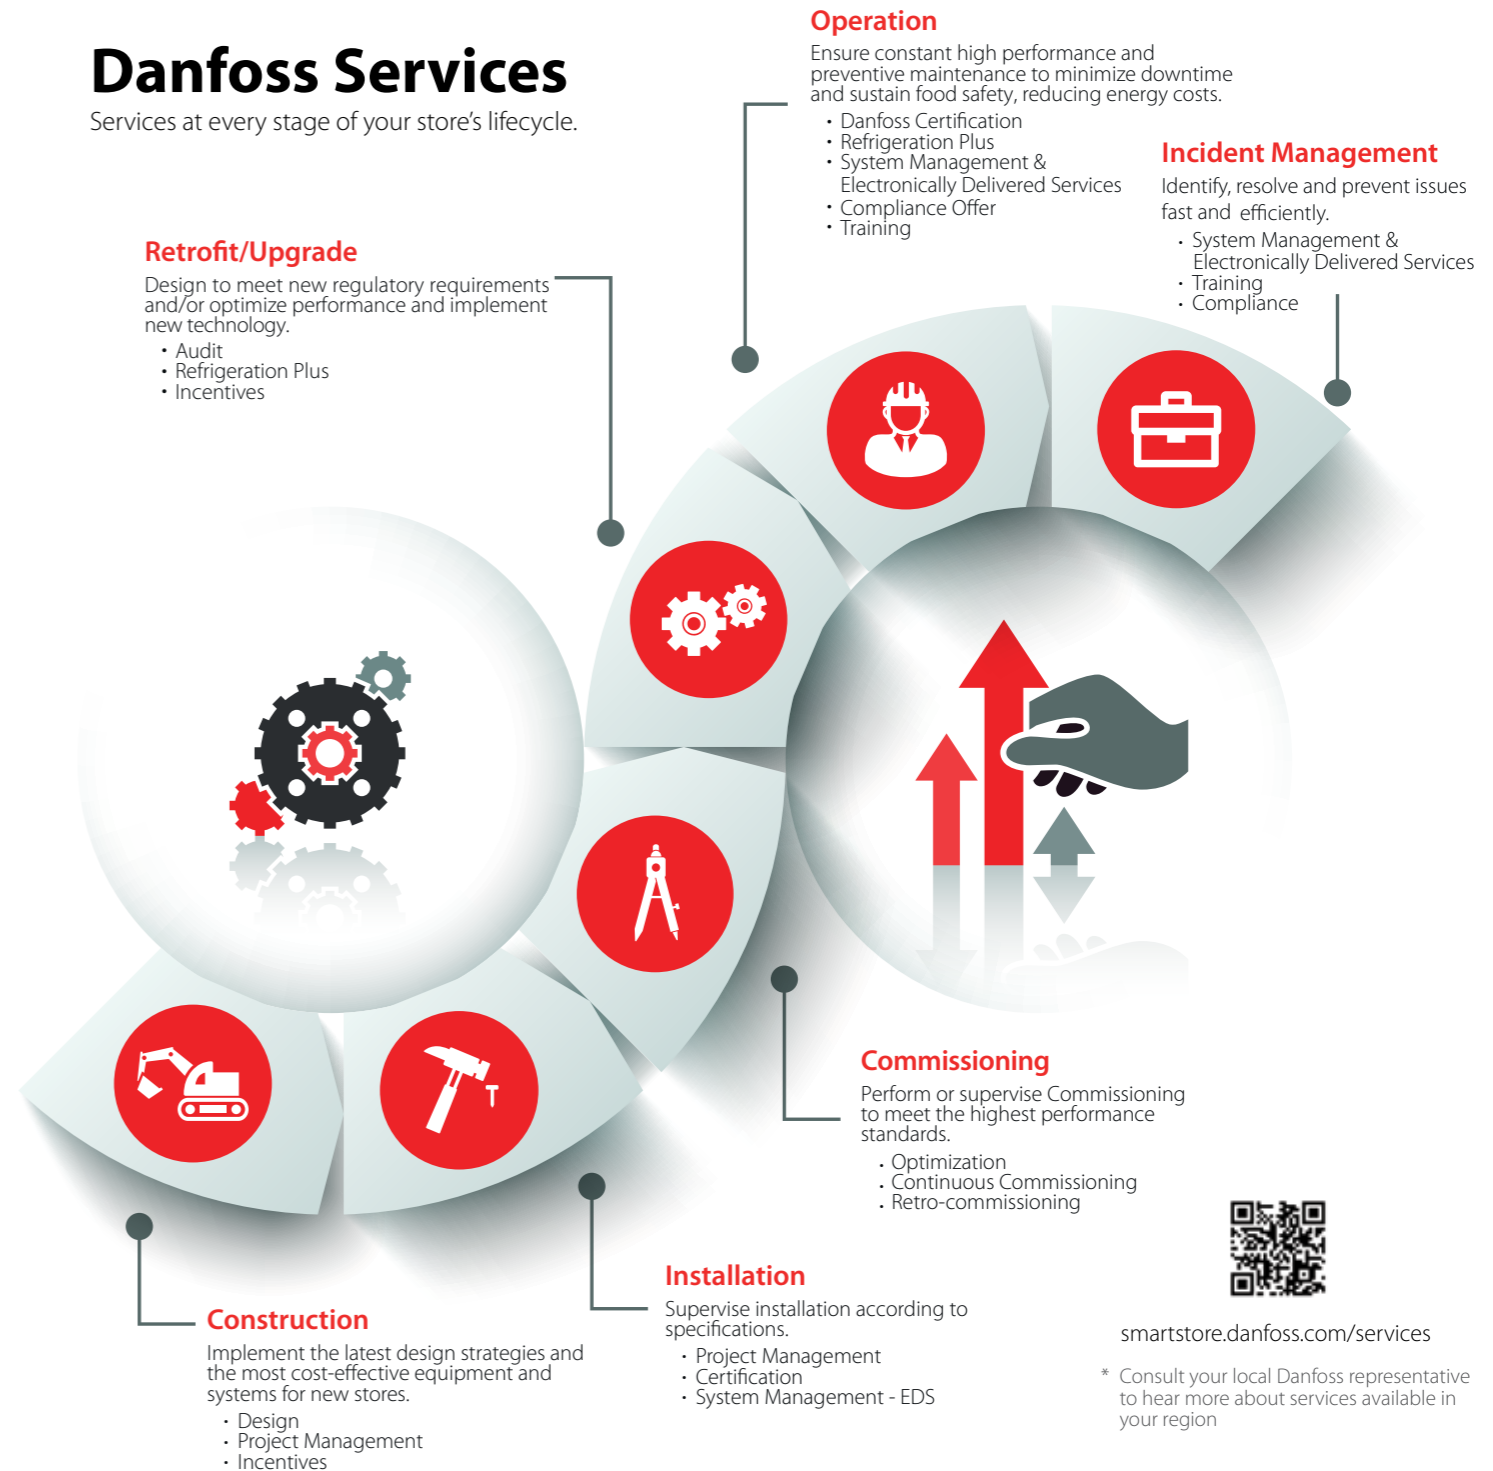 Danfoss Services
Services at every stage of your store's lifecycle.
Operation
Ensure constant high performance and
preventive maintenance to minimize downtime
and sustain food safety, reducing energy costs.
• Danfoss Certification
• Refrigeration Plus
• System Management &
Electronically Delivered Services
• Compliance Offer
• Training
Incident Management
Identify, resolve and prevent issues
fast and efficiently.
• System Management &
Electronically Delivered Services
• Training
• Compliance
Retrofit/Upgrade
Design to meet new regulatory requirements
and/or optimize performance and implement
new technology.
• Audit
• Refrigeration Plus
• Incentives
Commissioning
Perform or supervise Commissioning
to meet the highest performance
standards.
• Optimization
• Continuous Commissioning
• Retro-commissioning
Installation
Supervise installation according to
specifications.
• Project Management
• Certification
• System Management - EDS
Construction
Implement the latest design strategies and
the most cost-effective equipment and
systems for new stores.
• Design
• Project Management
• Incentives
smartstore.danfoss.com/services
* Consult your local Danfoss representative
to hear more about services available in
your region